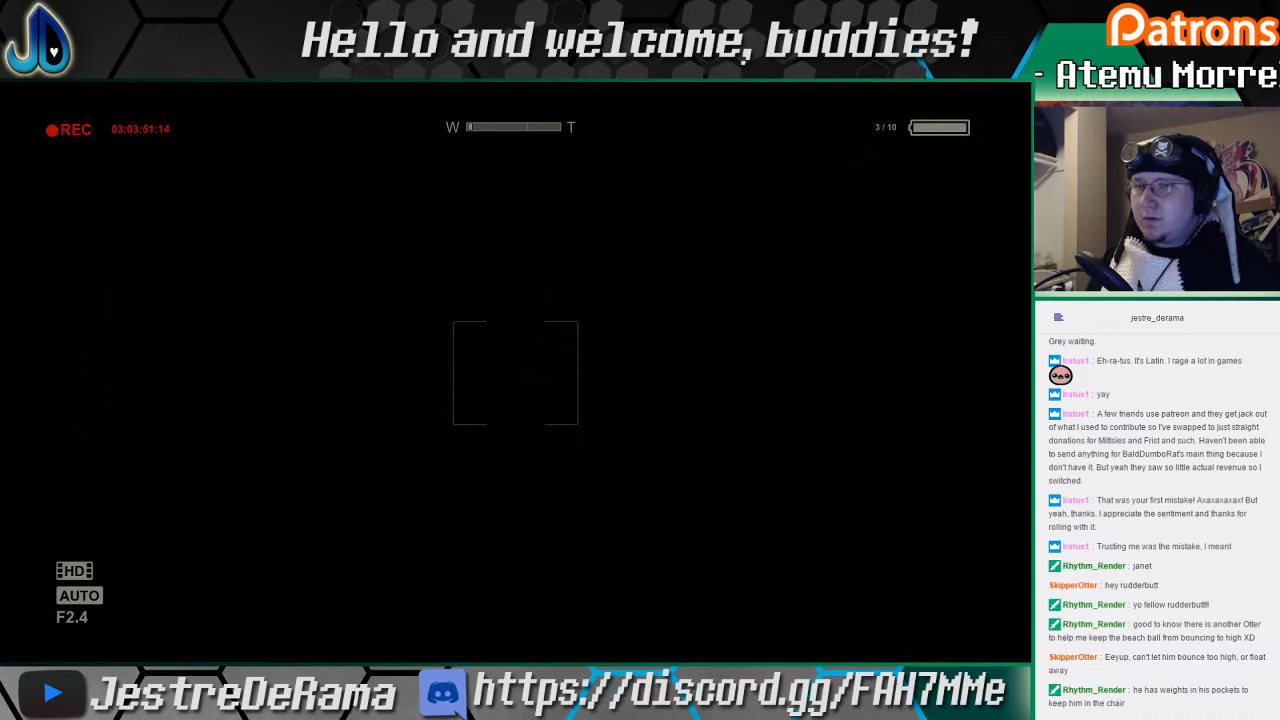 Hello and welcome, buddies!
Patrons
- Atemu Morre
JD
REC 03:03:51:14
W T
3 / 10
HD
AUTO
F2.4
jestre_derama
Grey waiting.
Iratus1 : Eh-ra-tus. It's Latin. I rage a lot in games
Iratus1 : yay
Iratus1 : A few friends use patreon and they get jack out
of what I used to contribute so I've swapped to just straight
donations for Mittsies and Frist and such. Haven't been able
to send anything for BaldDumboRat's main thing because I
don't have it. But yeah they saw so little actual revenue so I
switched.
Iratus1 : That was your first mistake! Axaxaxaxax! But
yeah, thanks. I appreciate the sentiment and thanks for
rolling with it.
Iratus1 : Trusting me was the mistake, I meant
Rhythm_Render : janet
SkipperOtter : hey rudderbutt
Rhythm_Render : yo fellow rudderbutt!!
Rhythm_Render : good to know there is another Otter
to help me keep the beach ball from bouncing to high XD
SkipperOtter : Eeyup, can't let him bounce too high, or float
away
Rhythm_Render : he has weights in his pockets to
keep him in the chair
JestreDeRama
https://discord.gg/FAH7MMe